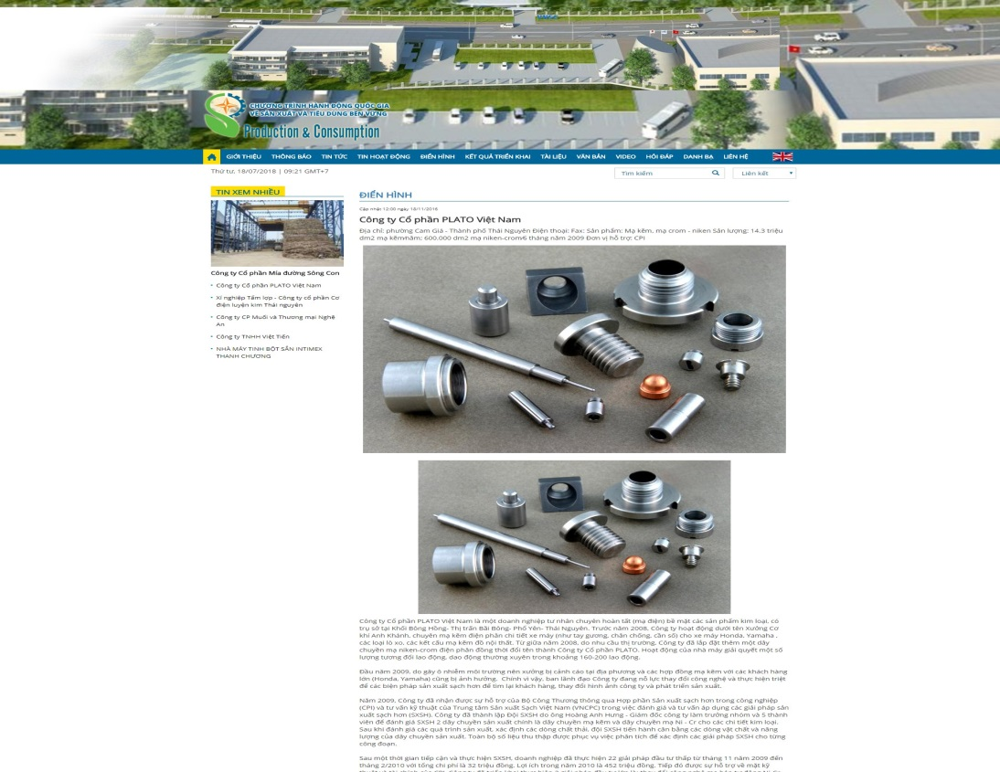 CHƯƠNG TRÌNH HÀNH ĐỘNG QUỐC GIA
VỀ SẢN XUẤT VÀ TIÊU DÙNG BỀN VỮNG
Production & Consumption
GIỚI THIỆU THÔNG BÁO TIN TỨC TIN HOẠT ĐỘNG ĐIỂN HÌNH KẾT QUẢ TRIỂN KHAI TÀI LIỆU VĂN BẢN VIDEO HỎI ĐÁP DANH BẠ LIÊN HỆ
Thứ tư, 18/07/2018 | 09:21 GMT+7
Tìm kiếm
Liên kết
TIN XEM NHIỀU
Công ty Cổ phần Mía đường Sông Con
Công ty Cổ phần PLATO Việt Nam
Xí nghiệp Tấm lợp - Công ty cổ phần Cơ
điện luyện kim Thái nguyên
Công ty CP Muối và Thương mại Nghệ
An
Công ty TNHH Việt Tiến
NHÀ MÁY TINH BỘT SẮN INTIMEX
THANH CHƯƠNG
ĐIỂN HÌNH
Cập nhật 12:00 ngày 18/11/2016
Công ty Cổ phần PLATO Việt Nam
Địa chỉ: phường Cam Giá - Thành phố Thái Nguyên Điện thoại: Fax: Sản phẩm: Mạ kẽm, mạ crom - niken Sản lượng: 14.3 triệu
dm2 mạ kẽm/năm; 600.000 dm2 mạ niken-crom/6 tháng năm 2009 Đơn vị hỗ trợ: CPI
Công ty Cổ phần PLATO Việt Nam là một doanh nghiệp tư nhân chuyên hoàn tất (mạ điện) bề mặt các sản phẩm kim loại, có
trụ sở tại Khối Bông Hồng- Thị trấn Bãi Bông- Phổ Yên- Thái Nguyên. Trước năm 2008, Công ty hoạt động dưới tên Xưởng Cơ
khí Anh Khánh, chuyên mạ kẽm điện phân chi tiết xe máy (như tay gương, chân chống, cần số) cho xe máy Honda, Yamaha .
các loại lò xo, các kết cấu mạ kẽm đồ nội thất. Từ giữa năm 2008, do nhu cầu thị trường, Công ty đã lắp đặt thêm một dây
chuyền mạ niken-crom điện phân đồng thời đổi tên thành Công ty Cổ phần PLATO. Hoạt động của nhà máy giải quyết một số
lượng tương đối lao động, dao động thường xuyên trong khoảng 160-200 lao động.
Đầu năm 2009, do gây ô nhiễm môi trường nên xưởng bị cảnh cáo tại địa phương và các hợp đồng mạ kẽm với các khách hàng
lớn (Honda, Yamaha) cũng bị ảnh hưởng. Chính vì vậy, ban lãnh đạo Công ty đang nỗ lực thay đổi công nghệ và thực hiện triệt
để các biện pháp sản xuất sạch hơn để tìm lại khách hàng, thay đổi hình ảnh công ty và phát triển sản xuất.
Năm 2009, Công ty đã nhận được sự hỗ trợ của Bộ Công Thương thông qua Hợp phần Sản xuất sạch hơn trong công nghiệp
(CPI) và tư vấn kỹ thuật của Trung tâm Sản xuất Sạch Việt Nam (VNCPC) trong việc đánh giá và tư vấn áp dụng các giải pháp sản
xuất sạch hơn (SXSH). Công ty đã thành lập Đội SXSH do ông Hoàng Anh Hưng - Giám đốc công ty làm trưởng nhóm và 5 thành
viên để đánh giá SXSH 2 dây chuyền sản xuất chính là dây chuyền mạ kẽm và dây chuyền mạ Ni - Cr cho các chi tiết kim loại.
Sau khi đánh giá các quá trình sản xuất, xác định các dòng chất thải, đội SXSH tiến hành cân bằng các dòng vật chất và năng
lượng của dây chuyền sản xuất. Toàn bộ số liệu thu thập được phục vụ việc phân tích để xác định các giải pháp SXSH cho từng
công đoạn.
Sau một thời gian tiếp cận và thực hiện SXSH, doanh nghiệp đã thực hiện 22 giải pháp đầu tư thấp từ tháng 11 năm 2009 đến
tháng 2/2010 với tổng chi phí là 32 triệu đồng. Lợi ích trong năm 2010 là 452 triệu đồng. Tiếp đó được sự hỗ trợ về mặt kỹ